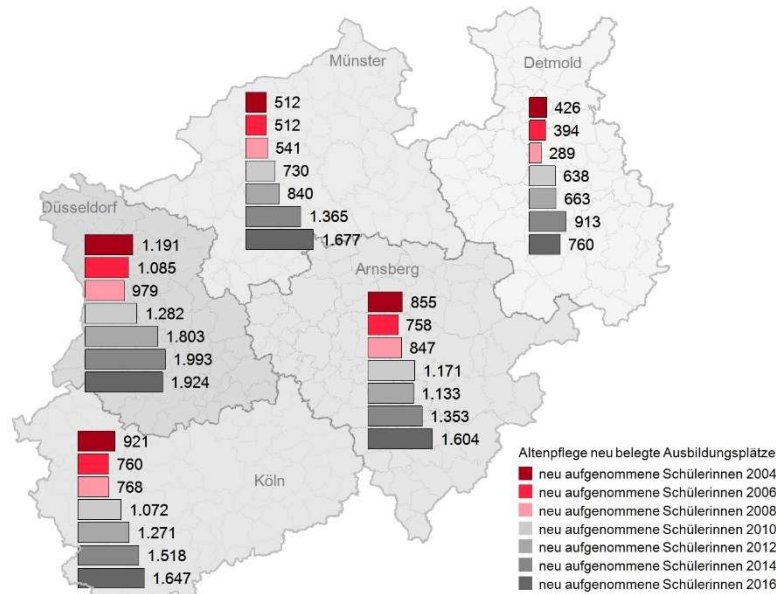 Münster
512
512
541
730
840
1.365
1.677
Detmold
426
394
289
638
663
913
760
Düsseldorf
1.191
1.085
979
1.282
1.803
1.993
1.924
Arnsberg
855
758
847
1.171
1.133
1.353
1.604
Köln
921
760
768
1.072
1.271
1.518
1.647
Altenpflege neu belegte Ausbildungsplätze
neu aufgenommene Schülerinnen 2004
neu aufgenommene Schülerinnen 2006
neu aufgenommene Schülerinnen 2008
neu aufgenommene Schülerinnen 2010
neu aufgenommene Schülerinnen 2012
neu aufgenommene Schülerinnen 2014
neu aufgenommene Schülerinnen 2016